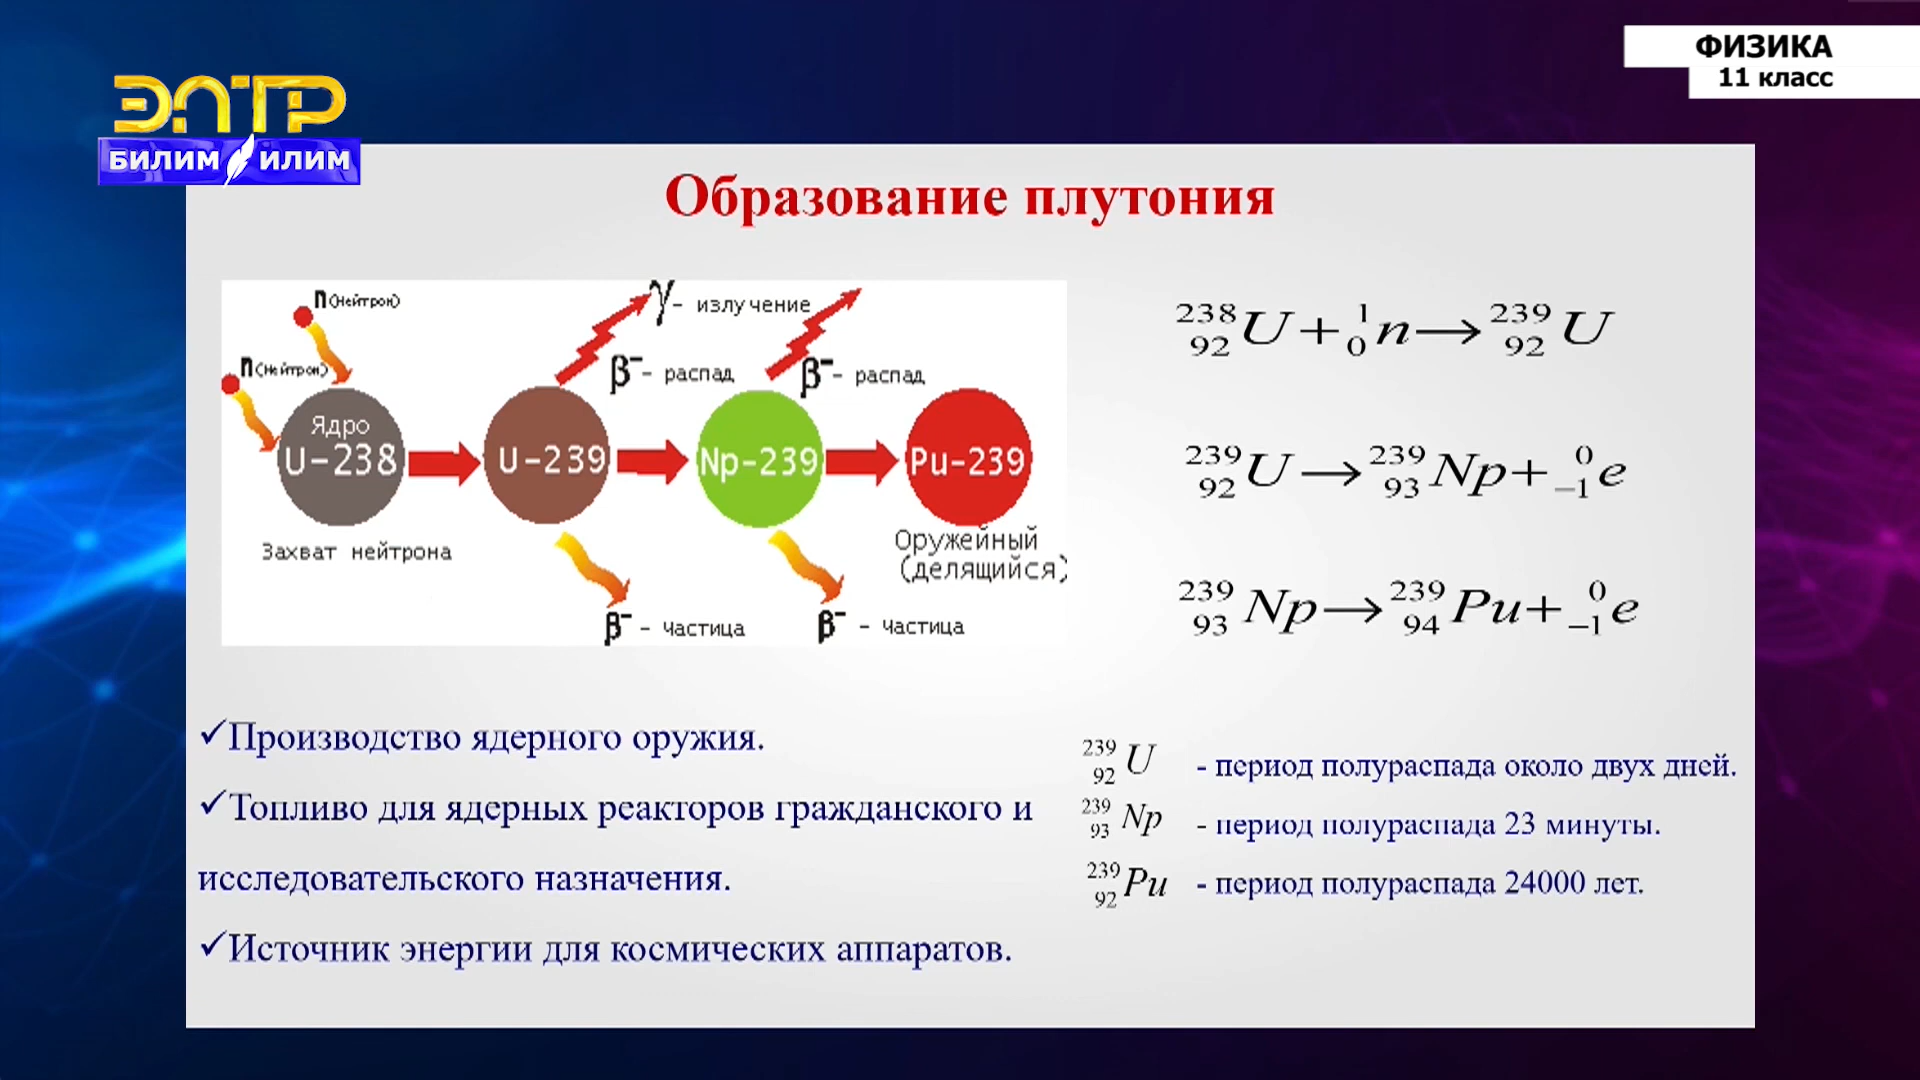 ФИЗИКА
11 класс
ЭЛТР
БИЛИМ ИЛИМ
Образование плутония
n(Нейтрон)
n(Нейтрон)
γ- излучение
β⁻- распад
β⁻- распад
Ядро
U-238
U-239
Np-239
Pu-239
Захват нейтрона
Оружейный
(делящийся)
β⁻ - частица
β⁻ - частица
²³⁸₉₂U + ¹₀n → ²³⁹₉₂U
²³⁹₉₂U → ²³⁹₉₃Np + ⁰₋₁e
²³⁹₉₃Np → ²³⁹₉₄Pu + ⁰₋₁e
✓Производство ядерного оружия.
✓Топливо для ядерных реакторов гражданского и
исследовательского назначения.
✓Источник энергии для космических аппаратов.
²³⁹₉₂U - период полураспада около двух дней.
²³⁹₉₃Np - период полураспада 23 минуты.
²³⁹₉₂Pu - период полураспада 24000 лет.